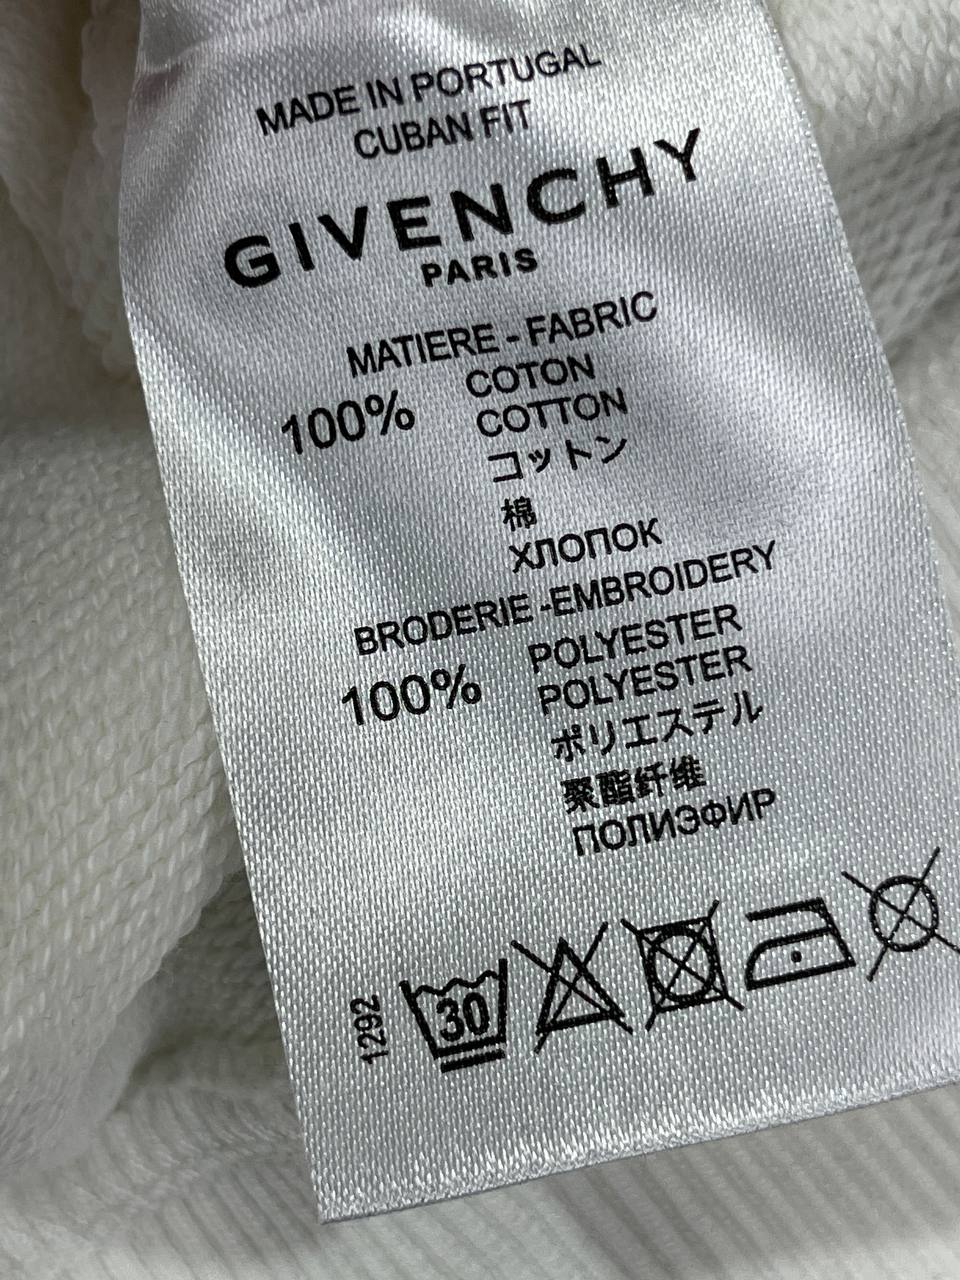 MADE IN PORTUGAL
CUBAN FIT
GIVENCHY
PARIS
MATIERE - FABRIC
100% COTON
COTTON
コットン
棉
ХЛОПОК
BRODERIE -EMBROIDERY
100% POLYESTER
POLYESTER
ポリエステル
聚酯纤维
ПОЛИЭФИР
1292
30